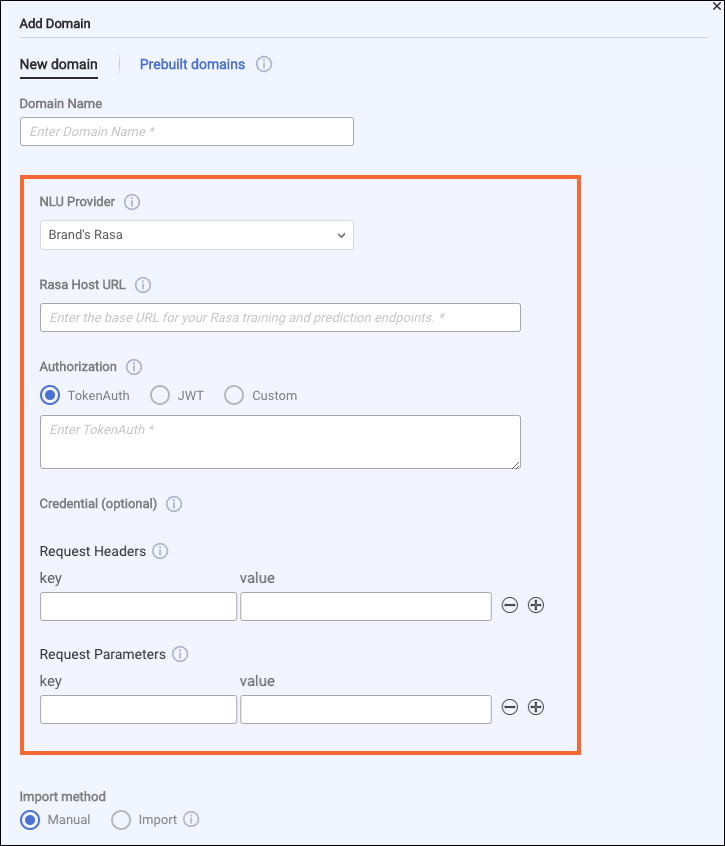 Add Domain
New domain Prebuilt domains
Domain Name
Enter Domain Name *
NLU Provider
Brand's Rasa
Rasa Host URL
Enter the base URL for your Rasa training and prediction endpoints. *
Authorization
TokenAuth JWT Custom
Enter TokenAuth *
Credential (optional)
Request Headers
key value
Request Parameters
key value
Import method
Manual Import